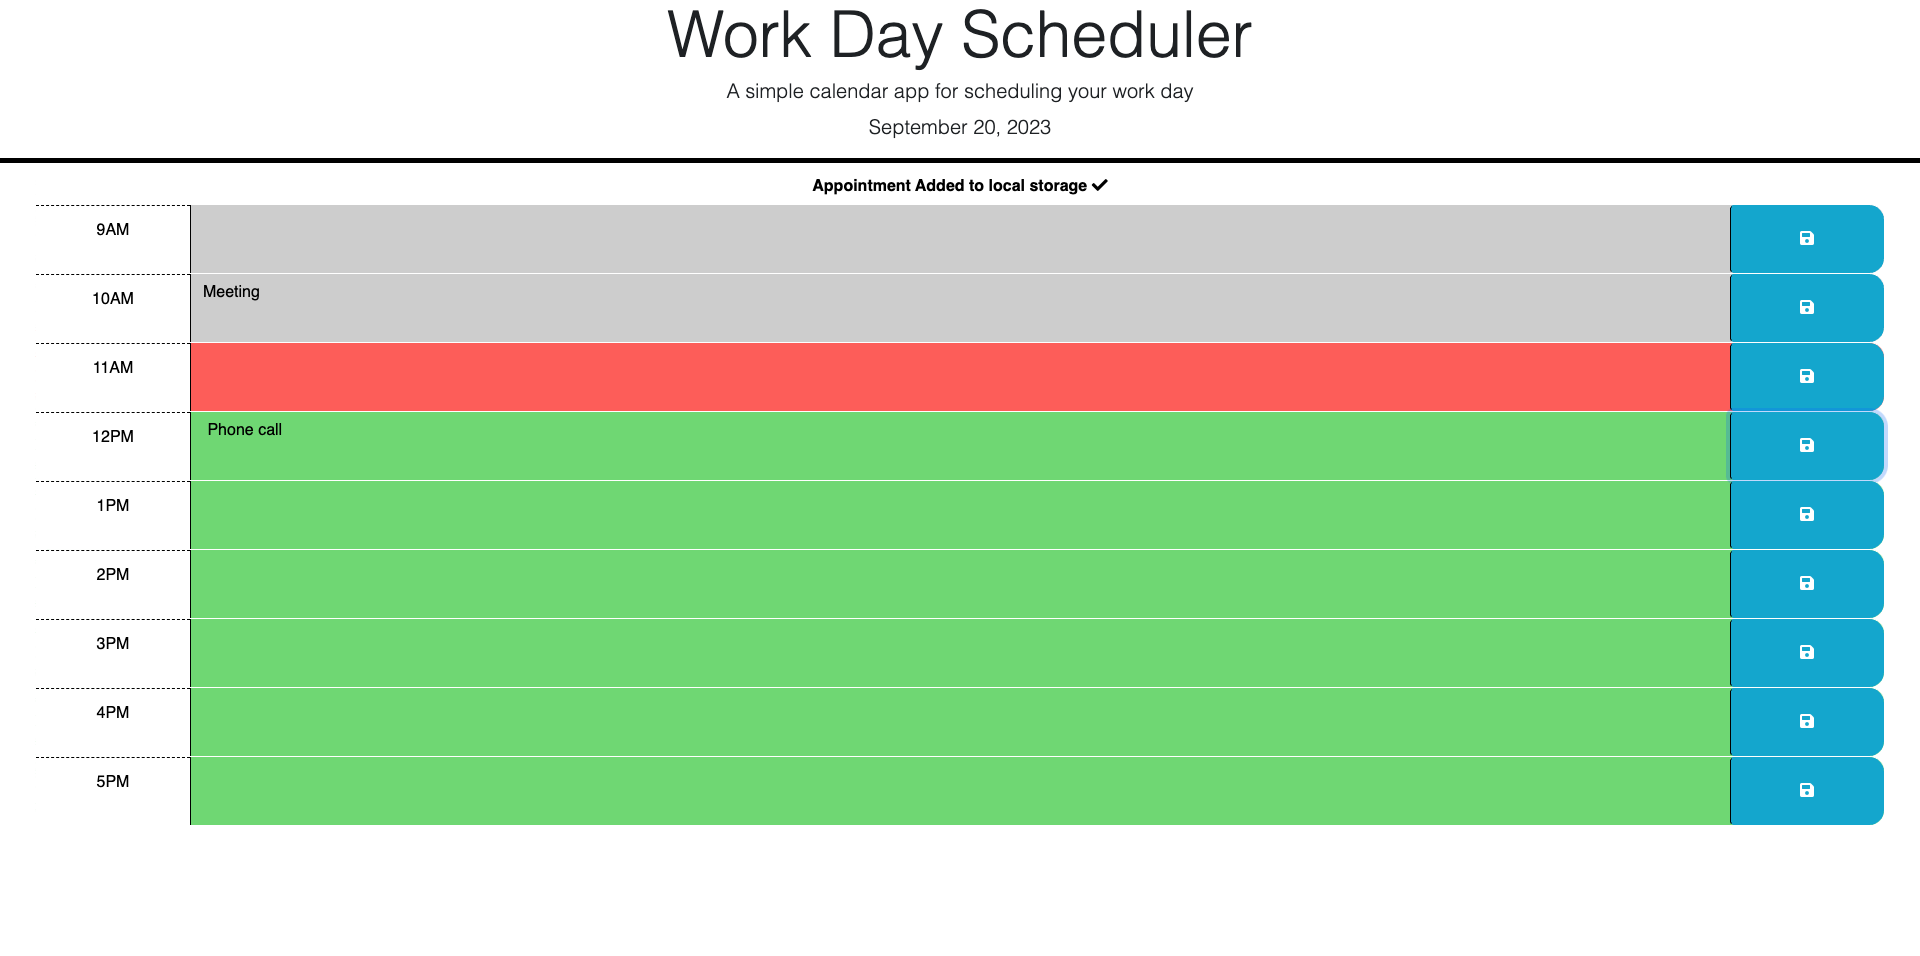 Work Day Scheduler
A simple calendar app for scheduling your work day
September 20, 2023
Appointment Added to local storage
9AM
10AM Meeting
11AM
12PM Phone call
1PM
2PM
3PM
4PM
5PM